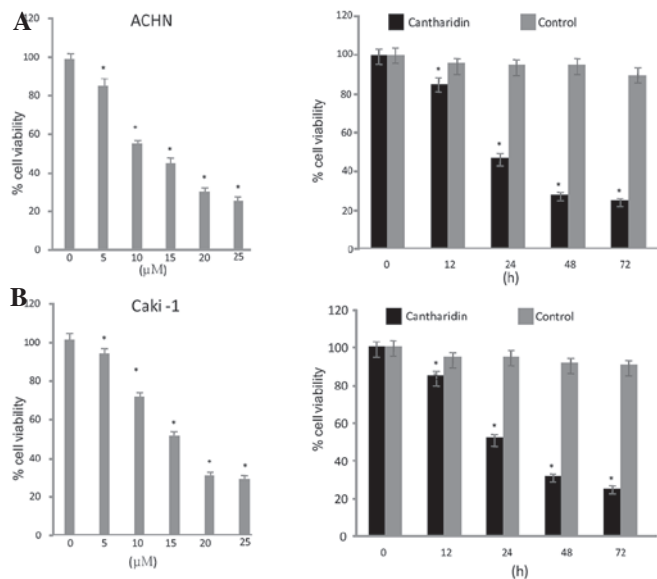 A
ACHN
% cell viability
120
100
80
60
40
20
0
* * * * *
0 5 10 15 20 25
(µM)
Cantharidin Control
% cell viability
120
100
80
60
40
20
0
* * * *
0 12 24 48 72
(h)
B
Caki -1
% cell viability
120
100
80
60
40
20
0
* * * * *
0 5 10 15 20 25
(µM)
Cantharidin Control
% cell viability
120
100
80
60
40
20
0
* * * *
0 12 24 48 72
(h)